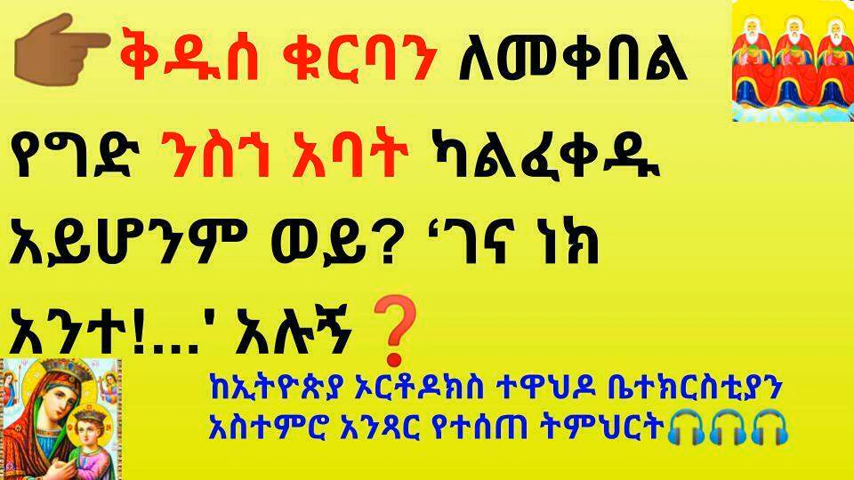 ቅዱሰ ቁርባን ለመቀበል
የግድ ንስኀ አባት ካልፈቀዱ
አይሆንም ወይ? ‘ገና ነክ
አንተ!...' አሉኝ❓
ከኢትዮጵያ ኦርቶዶክስ ተዋህዶ ቤተክርስቲያን
አስተምሮ አንጻር የተሰጠ ትምህርት🎧🎧🎧